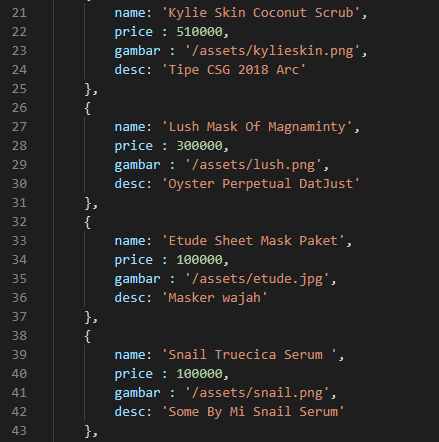 21 name: 'Kylie Skin Coconut Scrub',
22 price : 510000,
23 gambar : '/assets/kylieskin.png',
24 desc: 'Tipe CSG 2018 Arc'
25 },
26 {
27 name: 'Lush Mask Of Magnaminty',
28 price : 300000,
29 gambar : '/assets/lush.png',
30 desc: 'Oyster Perpetual DatJust'
31 },
32 {
33 name: 'Etude Sheet Mask Paket',
34 price : 100000,
35 gambar : '/assets/etude.jpg',
36 desc: 'Masker wajah'
37 },
38 {
39 name: 'Snail Truecica Serum ',
40 price : 100000,
41 gambar : '/assets/snail.png',
42 desc: 'Some By Mi Snail Serum'
43 },